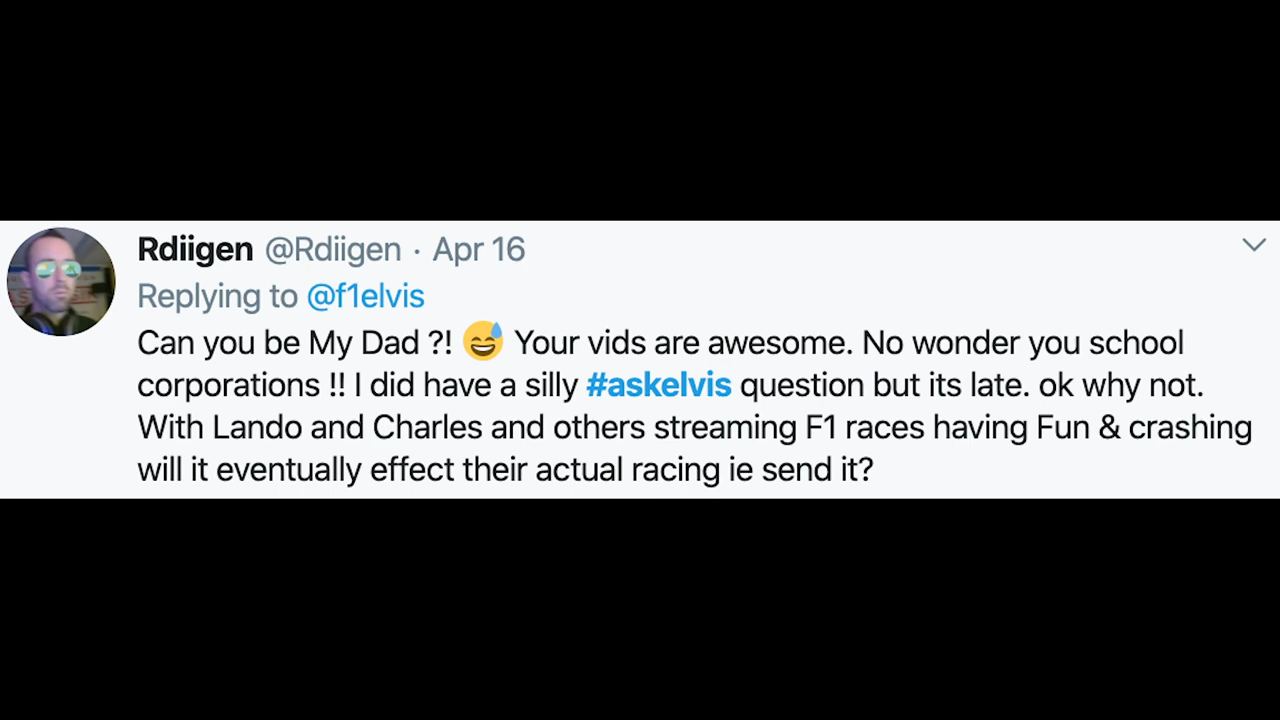 Rdiigen @Rdiigen · Apr 16
Replying to @f1elvis
Can you be My Dad ?! 😅 Your vids are awesome. No wonder you school
corporations !! I did have a silly #askelvis question but its late. ok why not.
With Lando and Charles and others streaming F1 races having Fun & crashing
will it eventually effect their actual racing ie send it?